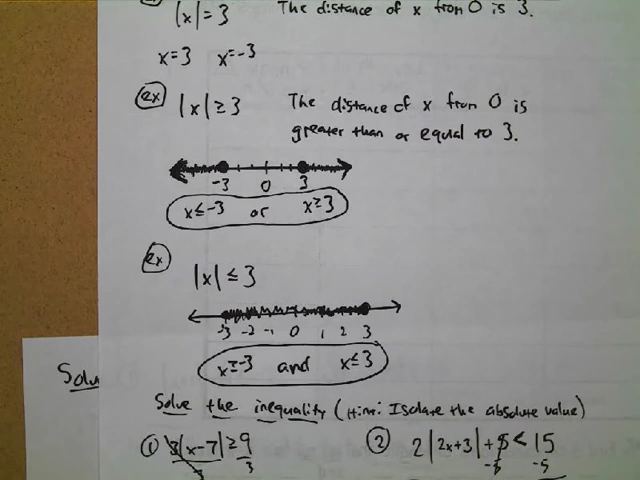 |x| = 3 The distance of x from 0 is 3.
x=3 x=-3
ex |x| ≥ 3 The distance of x from 0 is
greater than or equal to 3.
-3 0 3
x≤-3 or x≥3
ex
|x| ≤ 3
-3 -2 -1 0 1 2 3
x≥-3 and x≤3
Solve the inequality (Hint: Isolate the absolute value)
① 3|x-7| ≥ 9 ② 2|2x+3| + 5 < 15
3 3 -5 -5